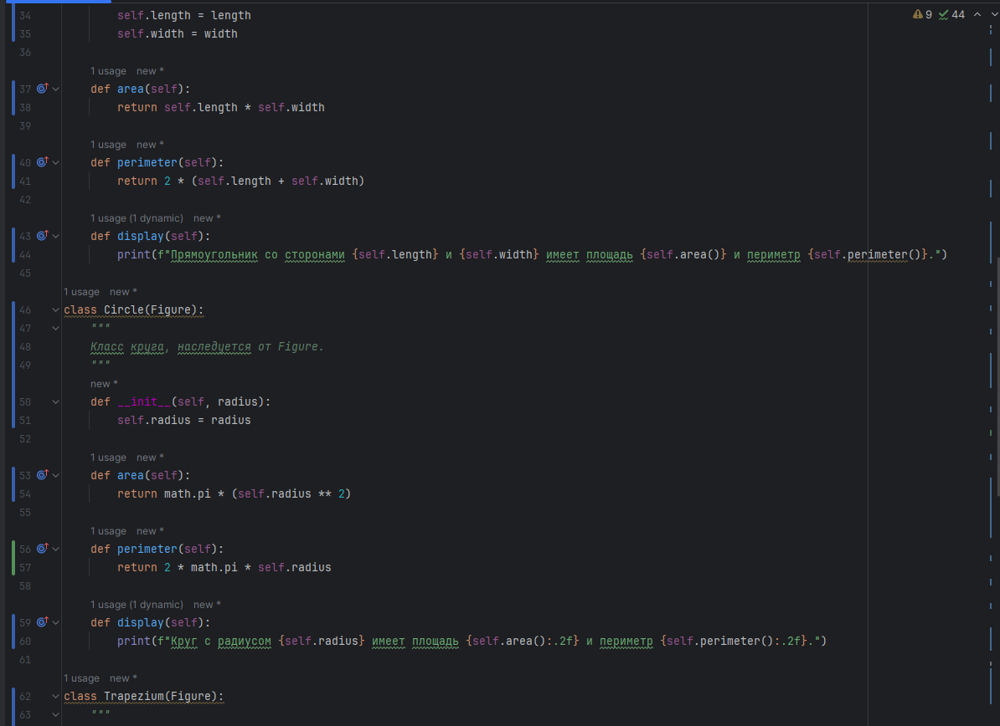 9 44
34 self.length = length
35 self.width = width
36
1 usage new *
37 def area(self):
38 return self.length * self.width
39
1 usage new *
40 def perimeter(self):
41 return 2 * (self.length + self.width)
42
1 usage (1 dynamic) new *
43 def display(self):
44 print(f"Прямоугольник со сторонами {self.length} и {self.width} имеет площадь {self.area()} и периметр {self.perimeter()}.")
45
1 usage new *
46 class Circle(Figure):
47 """
48 Класс круга, наследуется от Figure.
49 """
new *
50 def __init__(self, radius):
51 self.radius = radius
52
1 usage new *
53 def area(self):
54 return math.pi * (self.radius ** 2)
55
1 usage new *
56 def perimeter(self):
57 return 2 * math.pi * self.radius
58
1 usage (1 dynamic) new *
59 def display(self):
60 print(f"Круг с радиусом {self.radius} имеет площадь {self.area():.2f} и периметр {self.perimeter():.2f}.")
61
1 usage new *
62 class Trapezium(Figure):
63 """